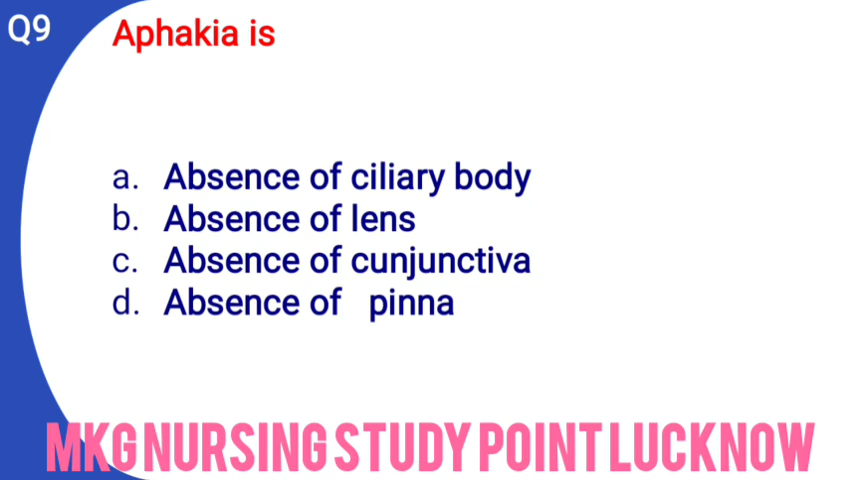 Q9
Aphakia is
a. Absence of ciliary body
b. Absence of lens
c. Absence of cunjunctiva
d. Absence of pinna
MKG NURSING STUDY POINT LUCKNOW